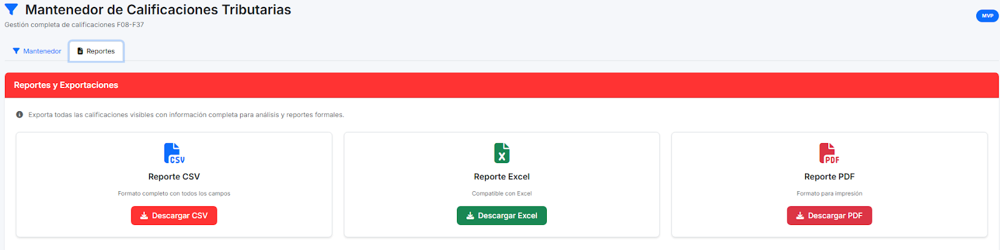 Mantenedor de Calificaciones Tributarias
MVP
Gestión completa de calificaciones F08-F37
Mantenedor
Reportes
Reportes y Exportaciones
Exporta todas las calificaciones visibles con información completa para análisis y reportes formales.
CSV
Reporte CSV
Formato completo con todos los campos
Descargar CSV
X
Reporte Excel
Compatible con Excel
Descargar Excel
PDF
Reporte PDF
Formato para impresión
Descargar PDF